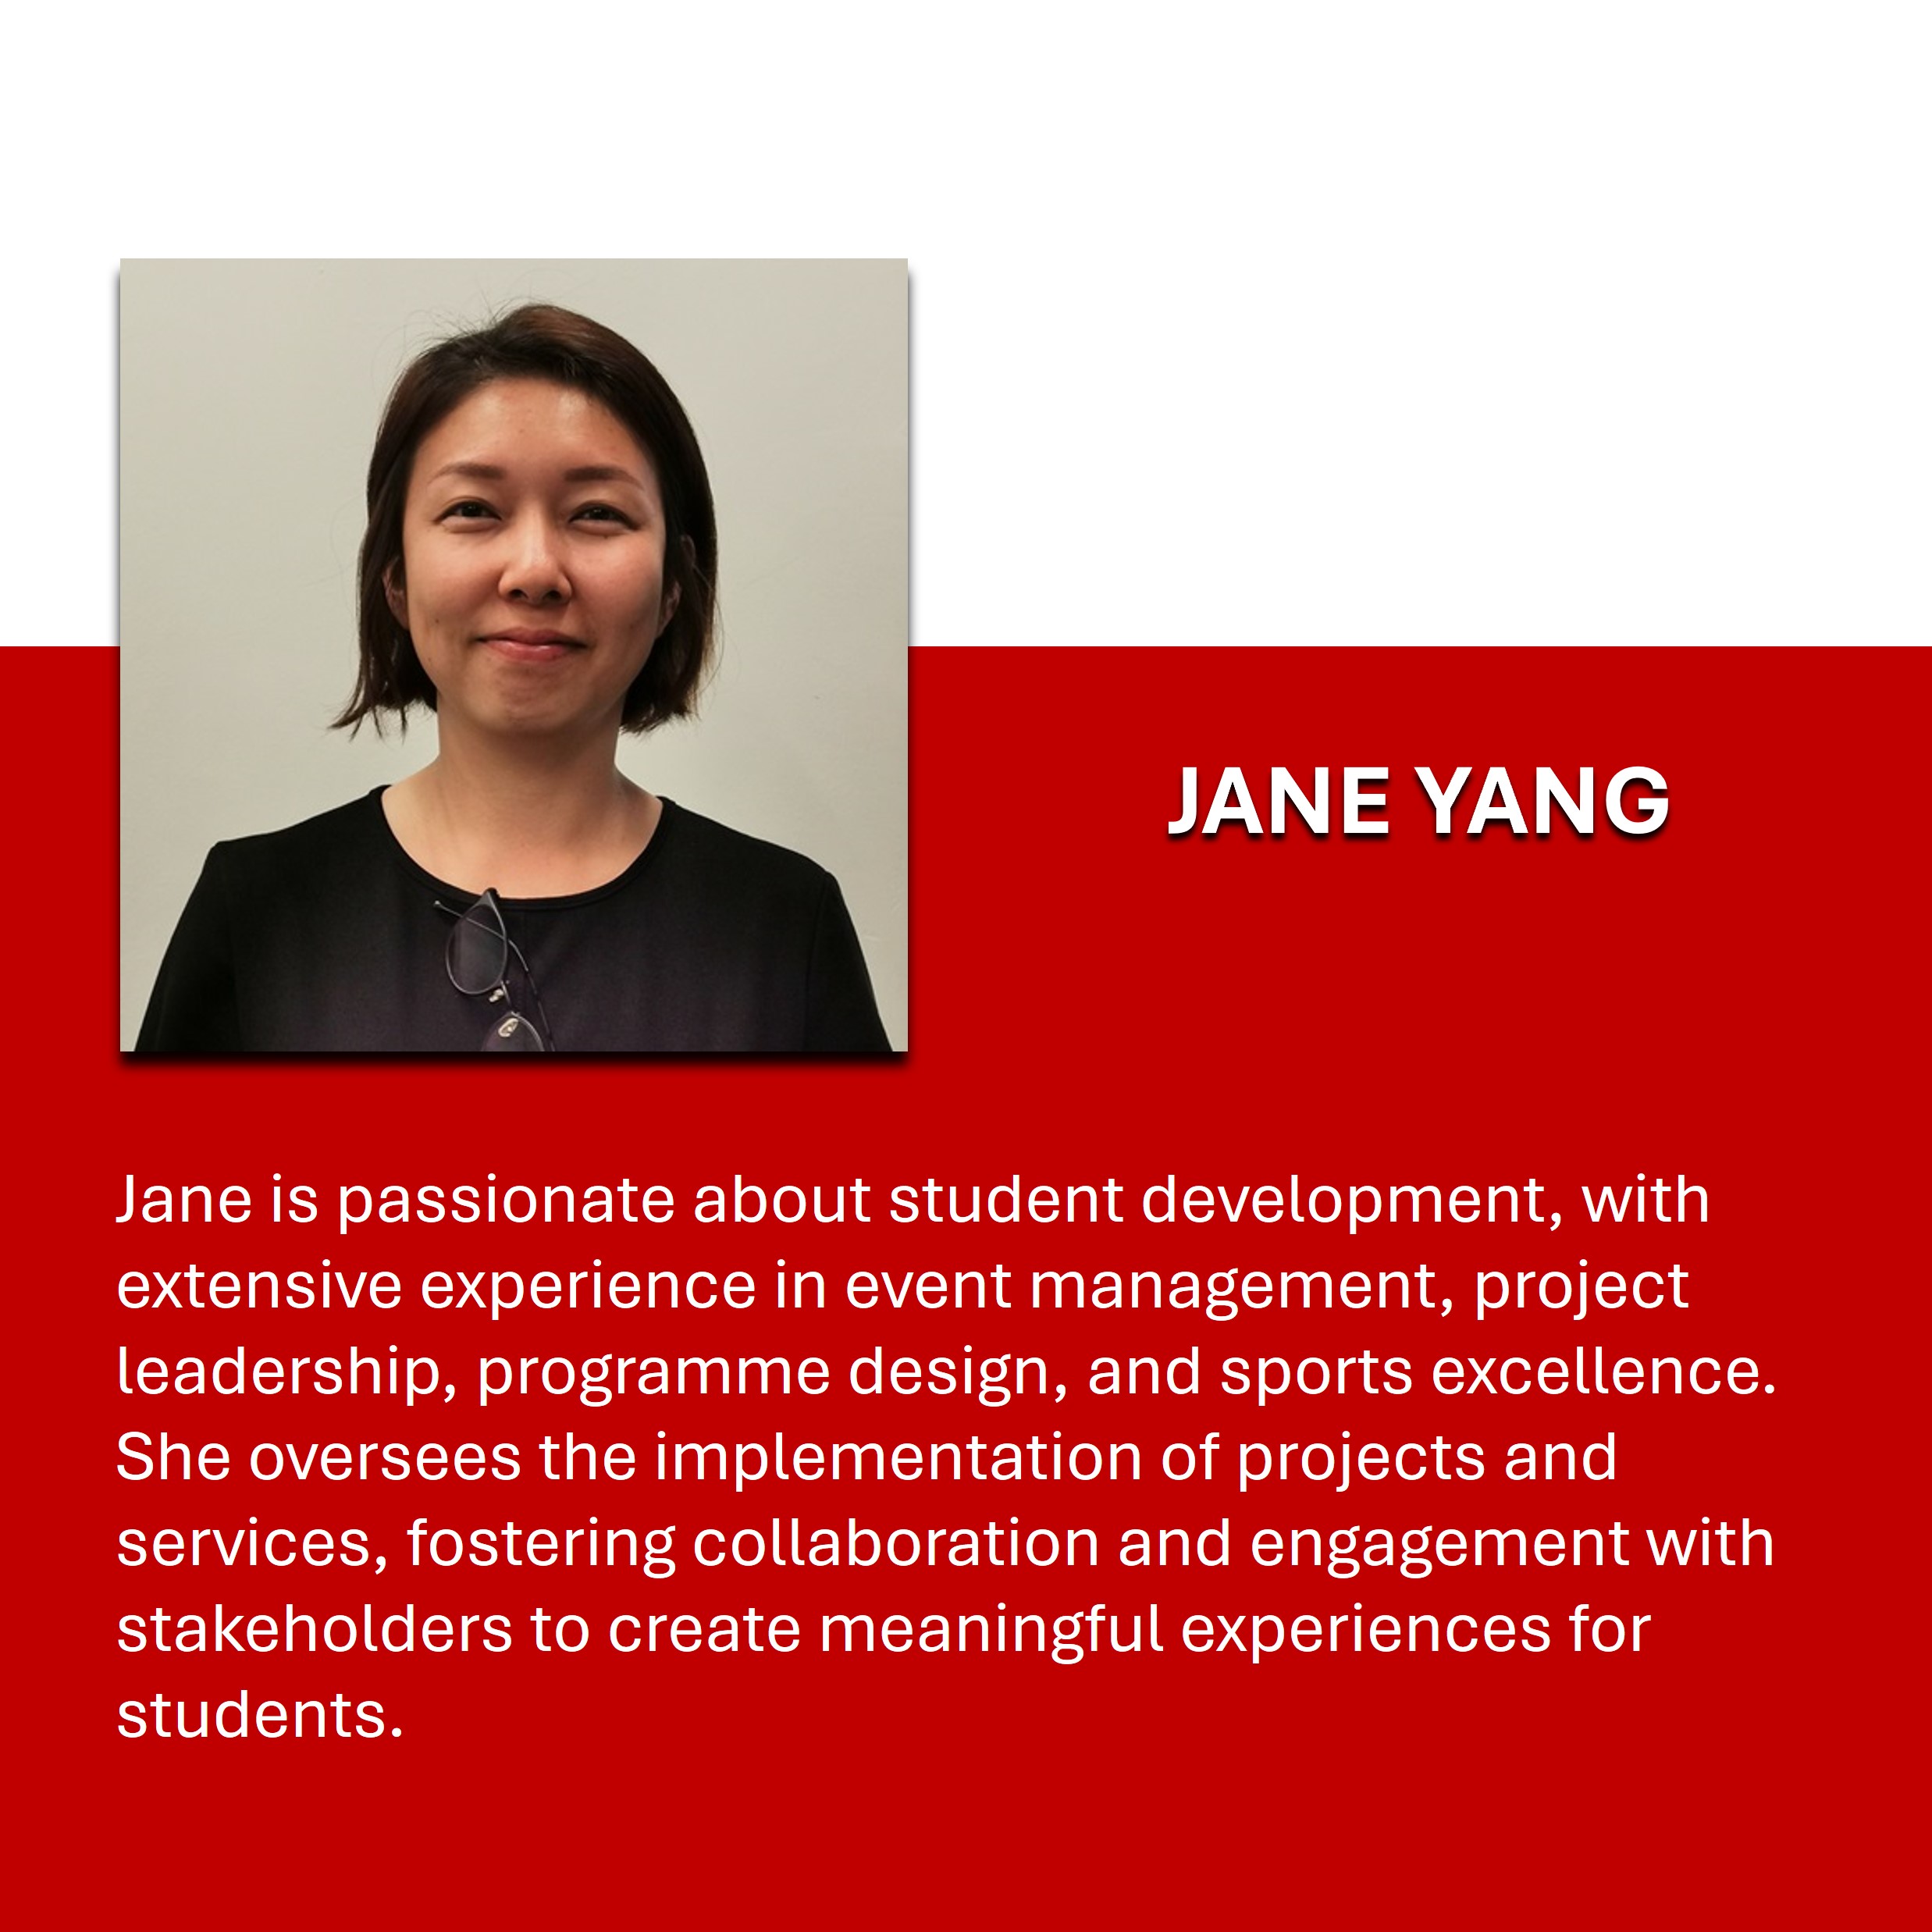 JANE YANG
Jane is passionate about student development, with
extensive experience in event management, project
leadership, programme design, and sports excellence.
She oversees the implementation of projects and
services, fostering collaboration and engagement with
stakeholders to create meaningful experiences for
students.